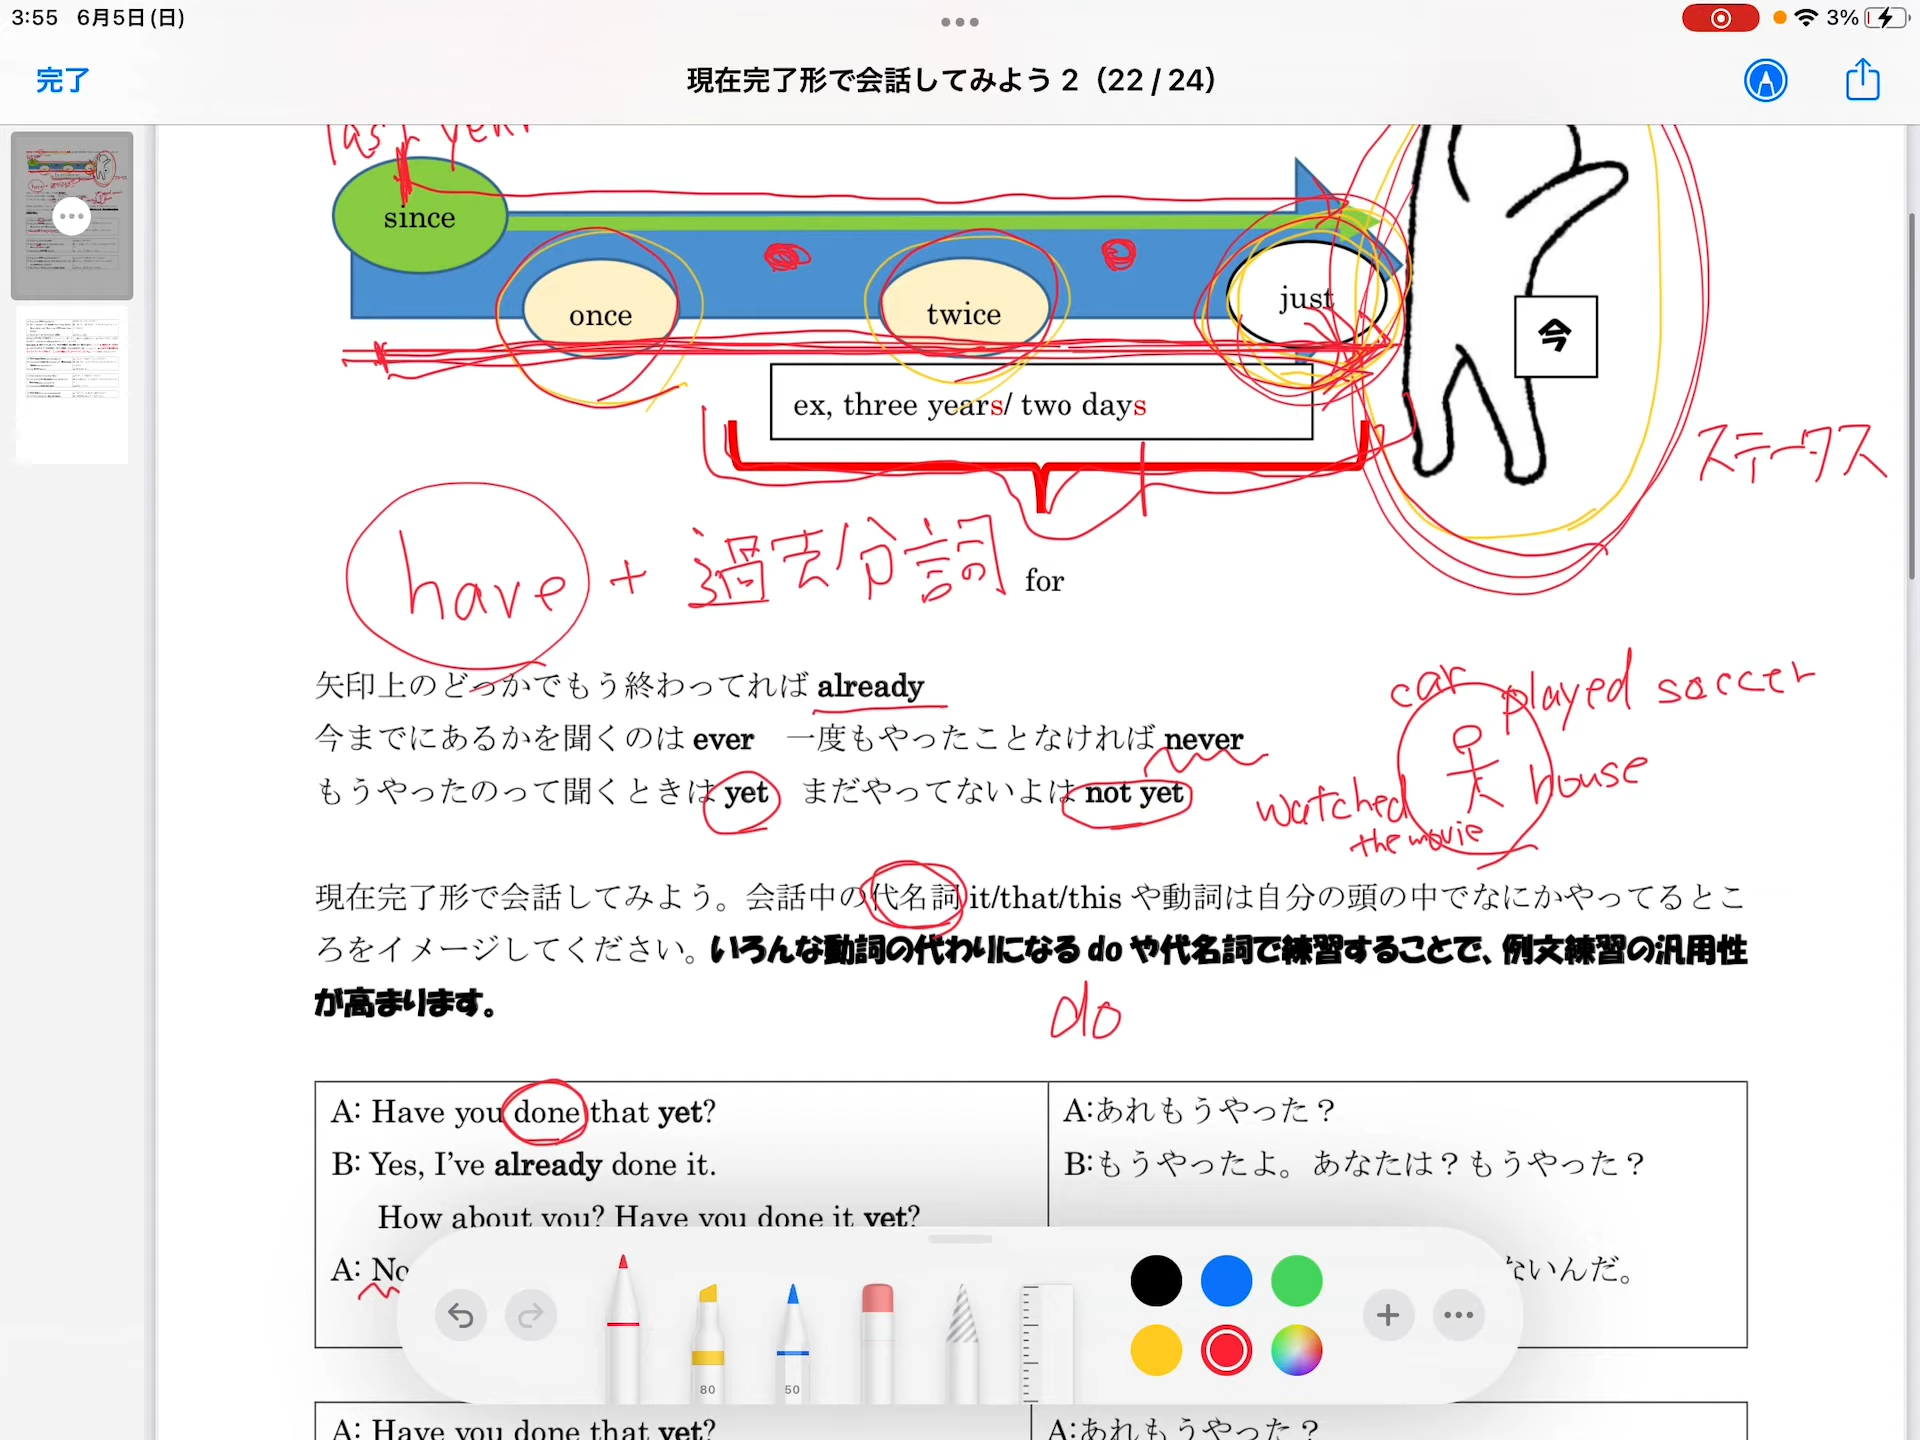 3:55 6月5日(日)
3%
完了
現在完了形で会話してみよう 2（22 / 24）
last year
since
once
twice
just
今
ex, three years/ two days
ステータス
have + 過去分詞
for
矢印上のどっかでもう終わってれば already
今までにあるかを聞くのは ever　一度もやったことなければ never
もうやったのって聞くときは yet　まだやってないよは not yet
car
played soccer
house
watched
the movie
現在完了形で会話してみよう。会話中の代名詞 it/that/this や動詞は自分の頭の中でなにかやってるとこ
ろをイメージしてください。いろんな動詞の代わりになる do や代名詞で練習することで、例文練習の汎用性
が高まります。
do
A: Have you done that yet?
B: Yes, I've already done it.
How about you? Have you done it yet?
A: No
A:あれもうやった？
B:もうやったよ。あなたは？もうやった？
ないんだ。
80
50
A: Have you done that yet?
A:あれもうやった？